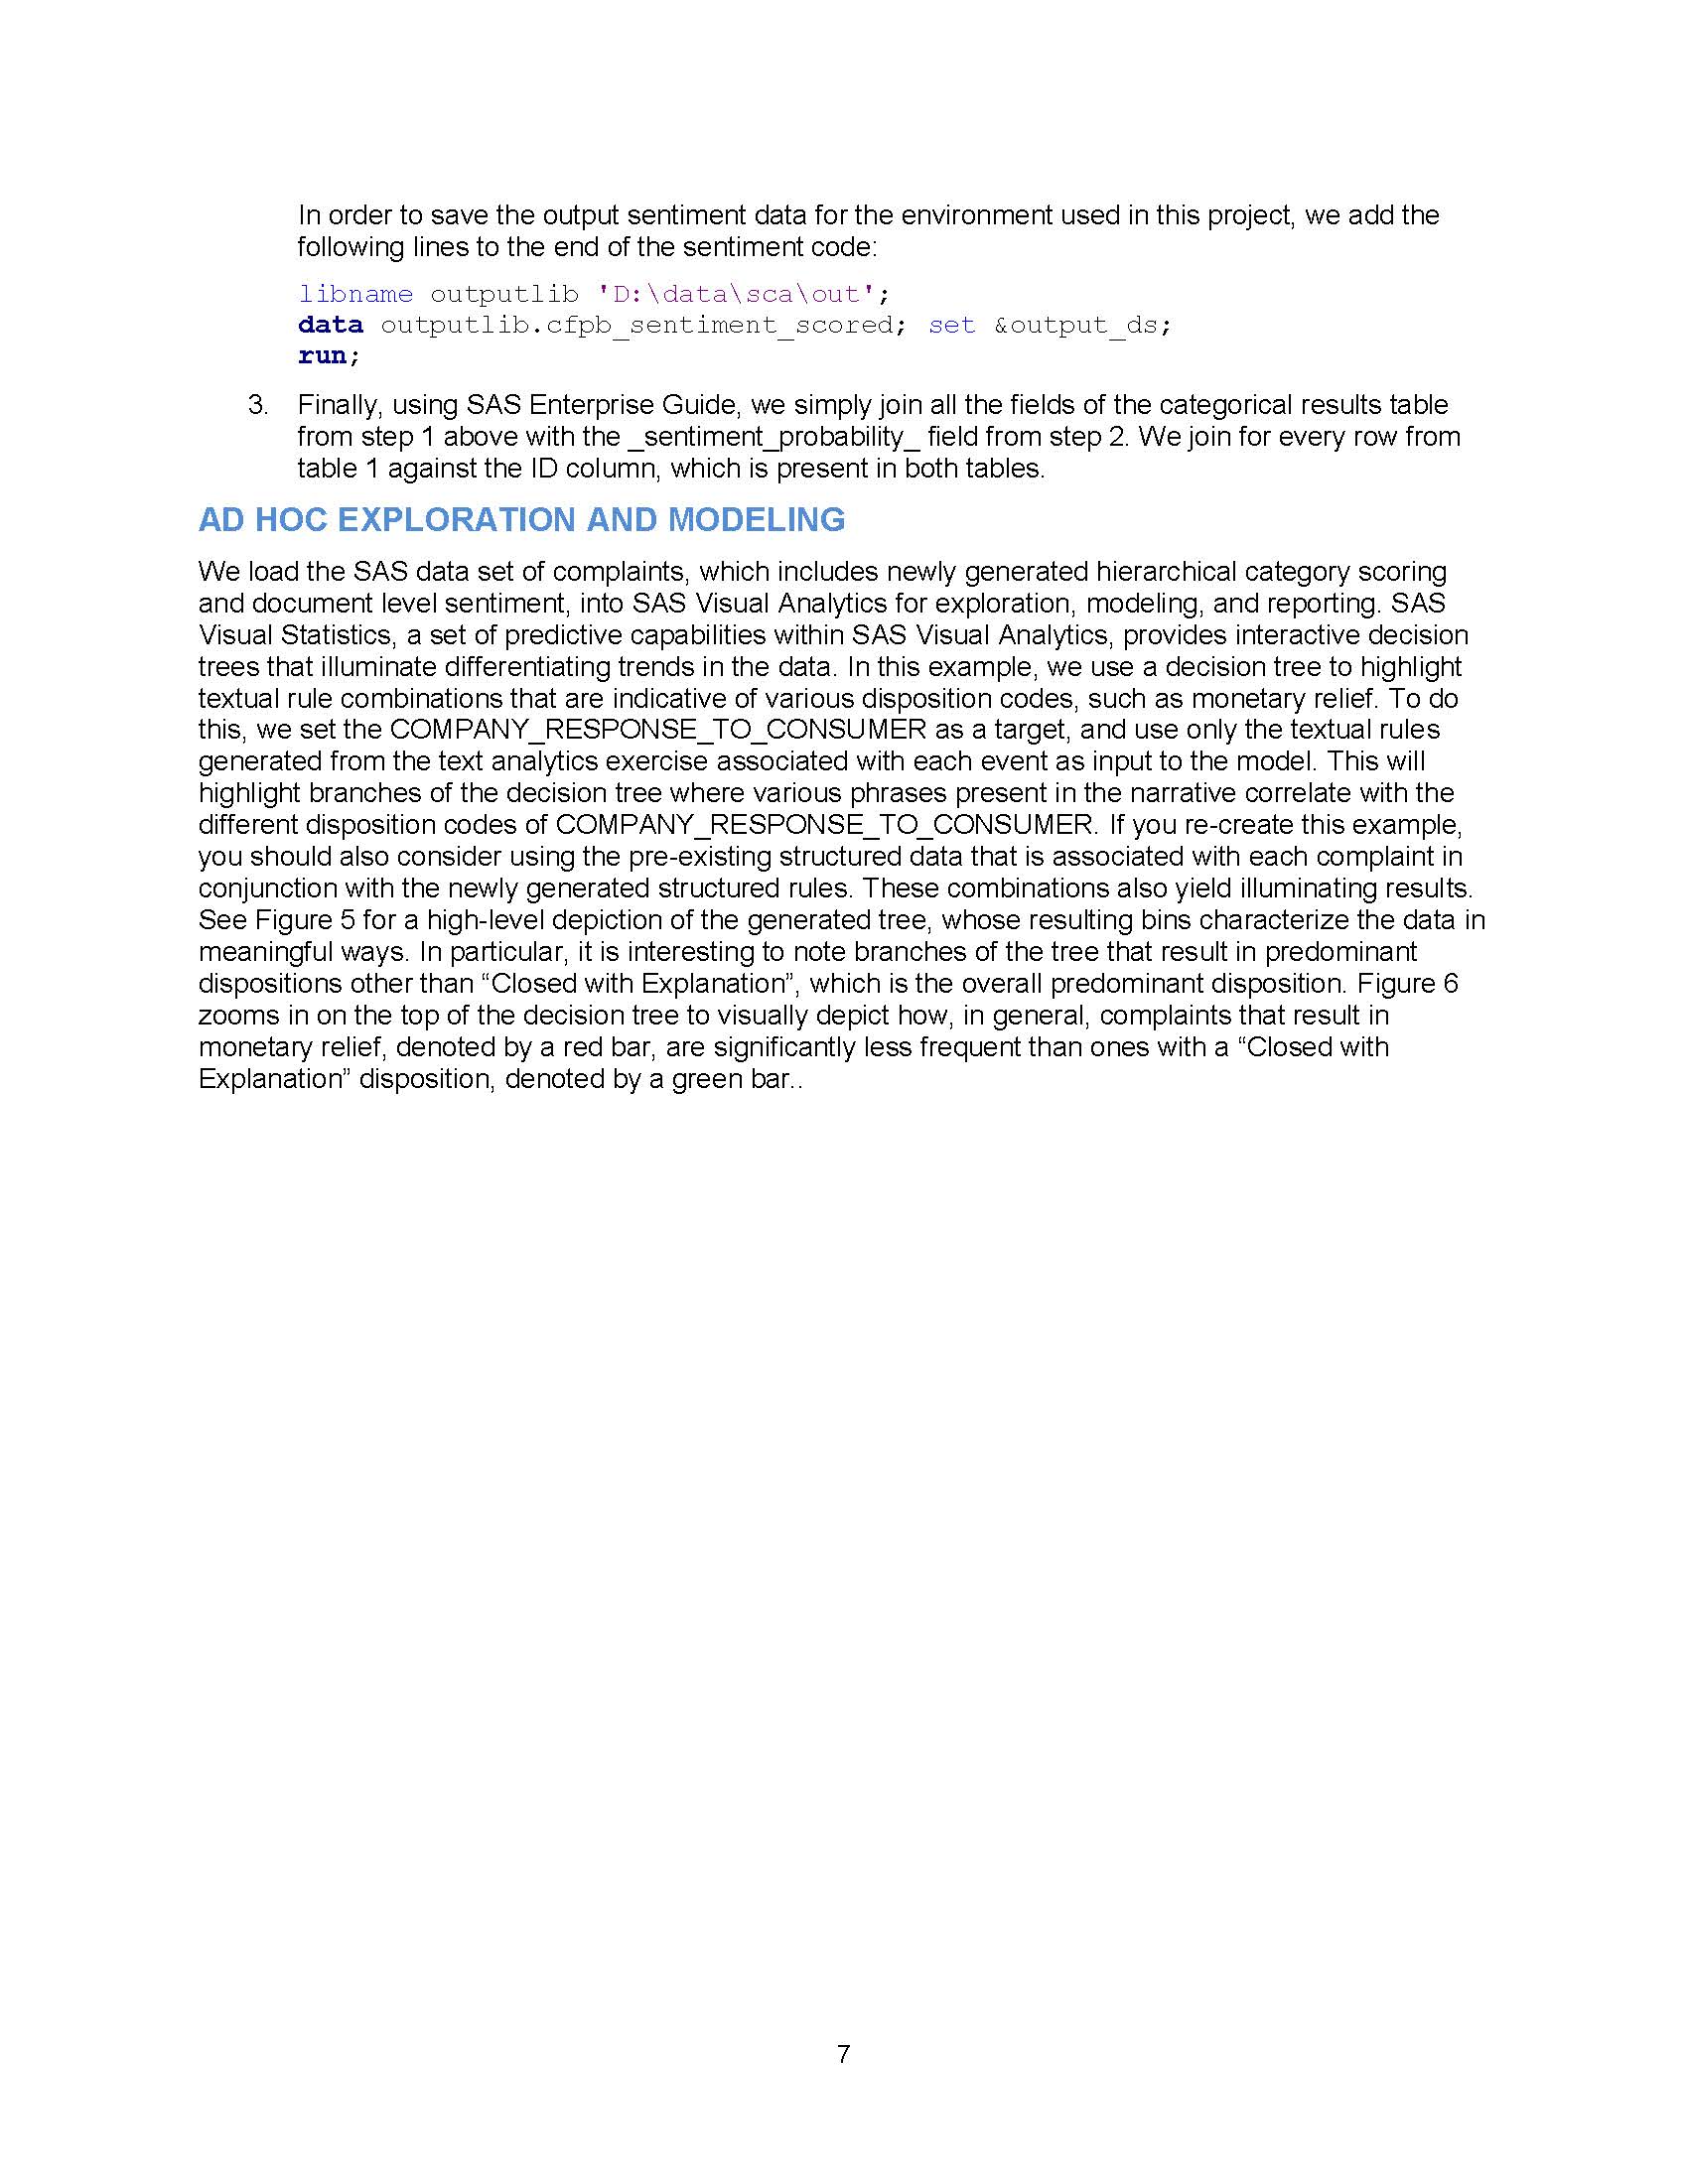 In order to save the output sentiment data for the environment used in this project, we add the
following lines to the end of the sentiment code:
libname outputlib 'D:\data\sca\out';
data outputlib.cfpb_sentiment_scored; set &output_ds;
run;
3. Finally, using SAS Enterprise Guide, we simply join all the fields of the categorical results table
from step 1 above with the _sentiment_probability_ field from step 2. We join for every row from
table 1 against the ID column, which is present in both tables.
AD HOC EXPLORATION AND MODELING
We load the SAS data set of complaints, which includes newly generated hierarchical category scoring
and document level sentiment, into SAS Visual Analytics for exploration, modeling, and reporting. SAS
Visual Statistics, a set of predictive capabilities within SAS Visual Analytics, provides interactive decision
trees that illuminate differentiating trends in the data. In this example, we use a decision tree to highlight
textual rule combinations that are indicative of various disposition codes, such as monetary relief. To do
this, we set the COMPANY_RESPONSE_TO_CONSUMER as a target, and use only the textual rules
generated from the text analytics exercise associated with each event as input to the model. This will
highlight branches of the decision tree where various phrases present in the narrative correlate with the
different disposition codes of COMPANY_RESPONSE_TO_CONSUMER. If you re-create this example,
you should also consider using the pre-existing structured data that is associated with each complaint in
conjunction with the newly generated structured rules. These combinations also yield illuminating results.
See Figure 5 for a high-level depiction of the generated tree, whose resulting bins characterize the data in
meaningful ways. In particular, it is interesting to note branches of the tree that result in predominant
dispositions other than “Closed with Explanation”, which is the overall predominant disposition. Figure 6
zooms in on the top of the decision tree to visually depict how, in general, complaints that result in
monetary relief, denoted by a red bar, are significantly less frequent than ones with a “Closed with
Explanation” disposition, denoted by a green bar..
7